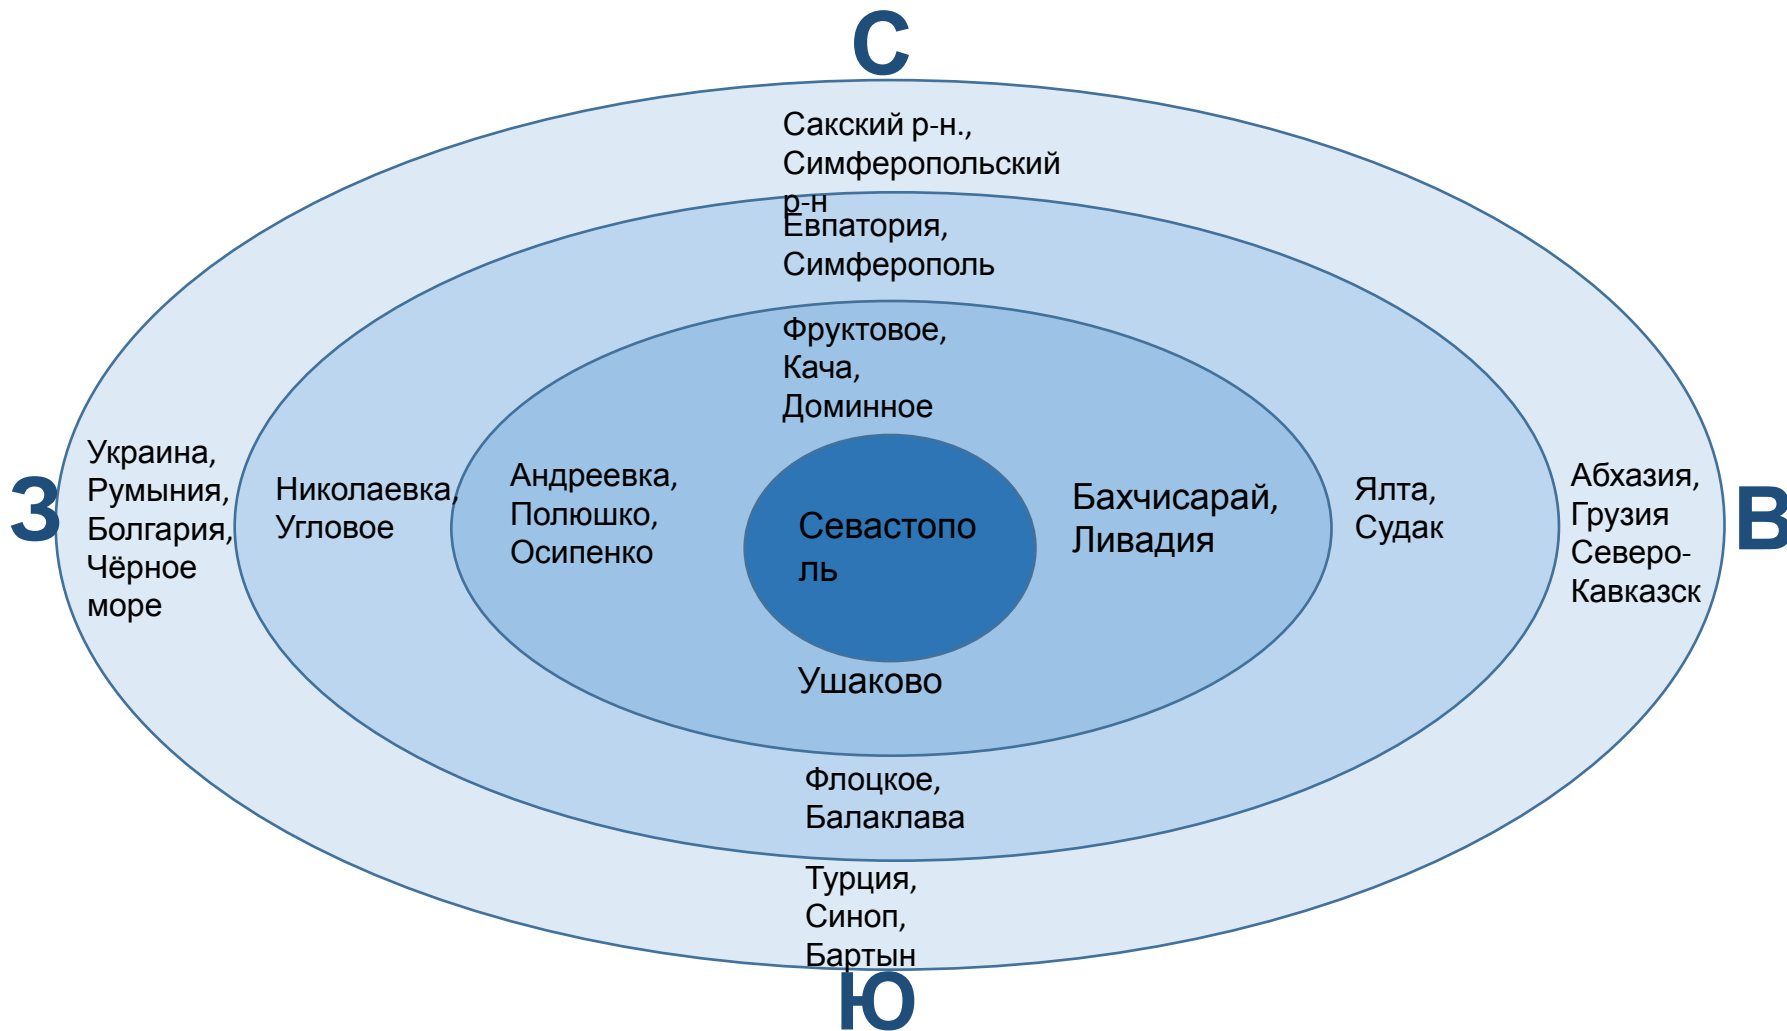 С
Сакский р-н.,
Симферопольский
р-н
Евпатория,
Симферополь
Фруктовое,
Кача,
Доминное
З
Украина,
Румыния,
Болгария,
Чёрное
море
Николаевка,
Угловое
Андреевка,
Полюшко,
Осипенко
Севастопо
ль
Бахчисарай,
Ливадия
Ялта,
Судак
Абхазия,
Грузия
Северо-
Кавказск
В
Ушаково
Флоцкое,
Балаклава
Турция,
Синоп,
Бартын
Ю